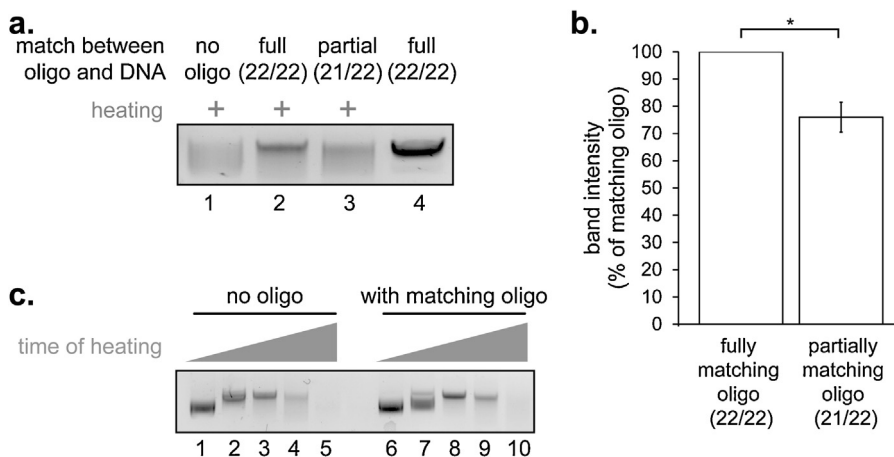 a.
match between no full partial full
oligo and DNA oligo (22/22) (21/22) (22/22)
heating + + +
1 2 3 4
b.
*
band intensity
(% of matching oligo)
100
90
80
70
60
50
40
30
20
10
0
fully
matching
oligo
(22/22)
partially
matching
oligo
(21/22)
c.
no oligo with matching oligo
time of heating
1 2 3 4 5 6 7 8 9 10